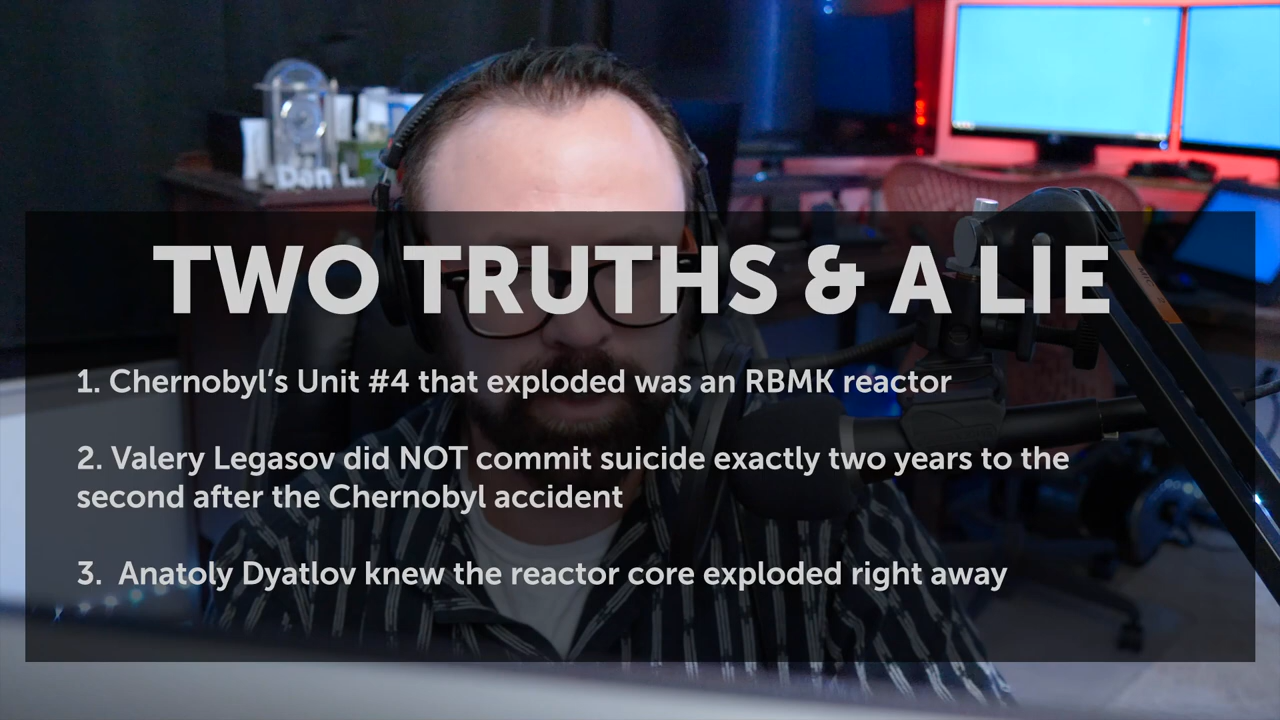 Dan L.
TWO TRUTHS & A LIE
1. Chernobyl’s Unit #4 that exploded was an RBMK reactor
2. Valery Legasov did NOT commit suicide exactly two years to the
second after the Chernobyl accident
3.  Anatoly Dyatlov knew the reactor core exploded right away